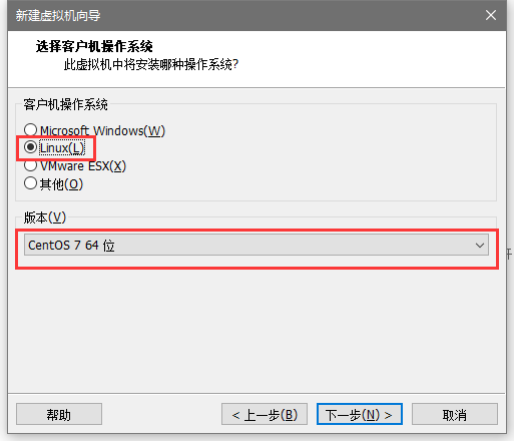 新建虚拟机向导
选择客户机操作系统
此虚拟机中将安装哪种操作系统?
客户机操作系统
Microsoft Windows(W)
Linux(L)
VMware ESX(X)
其他(O)
版本(V)
CentOS 7 64 位
帮助
< 上一步(B)
下一步(N) >
取消